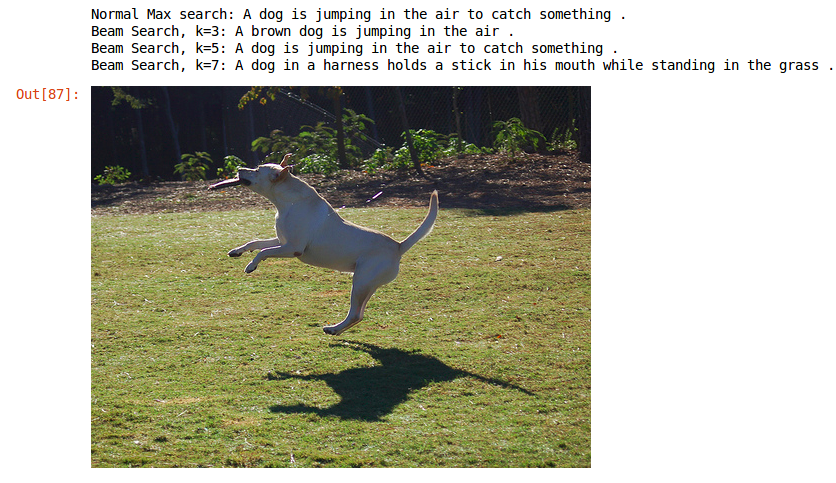 Normal Max search: A dog is jumping in the air to catch something .
Beam Search, k=3: A brown dog is jumping in the air .
Beam Search, k=5: A dog is jumping in the air to catch something .
Beam Search, k=7: A dog in a harness holds a stick in his mouth while standing in the grass .
Out[87]: